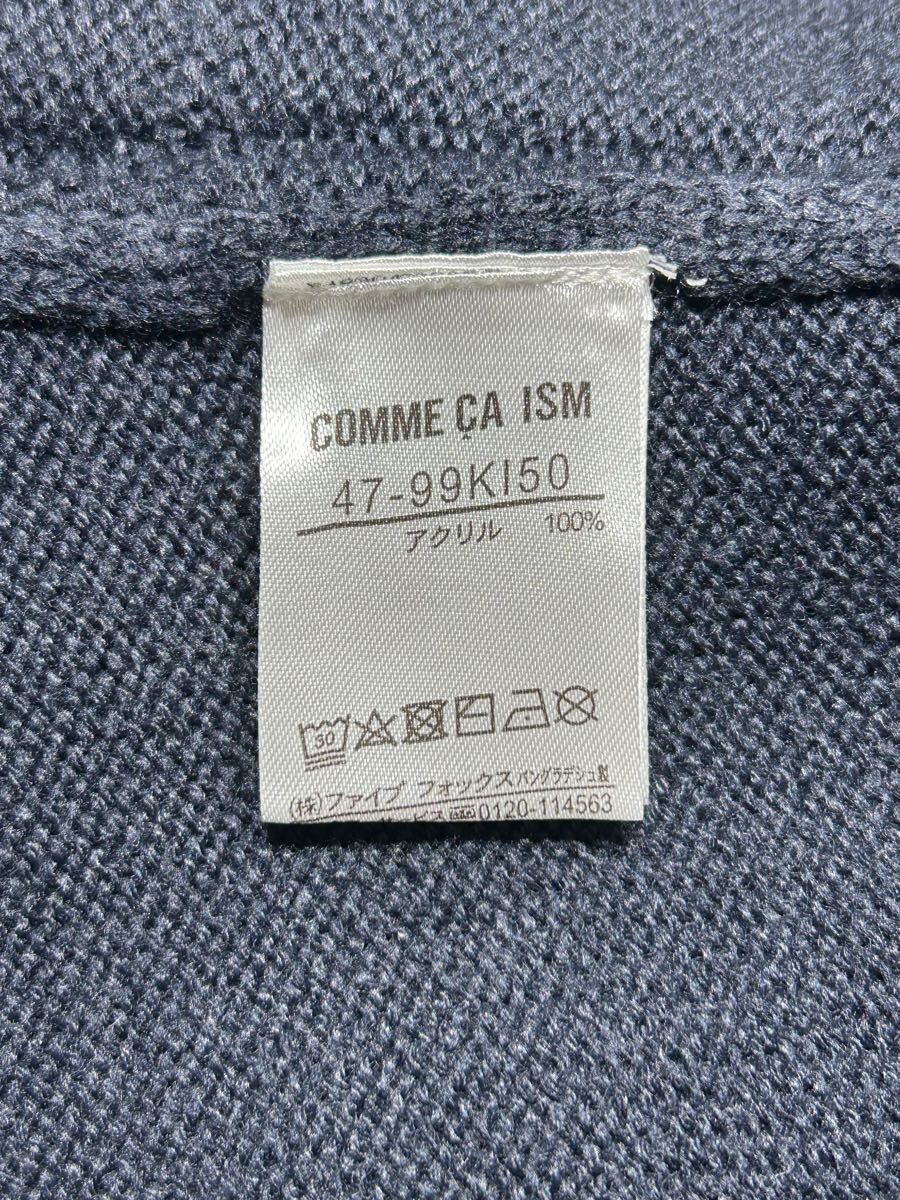 COMME ÇA ISM
47-99KI50
アクリル 100%
30
(株)ファイブ フォックス バングラデシュ製
0120-114563